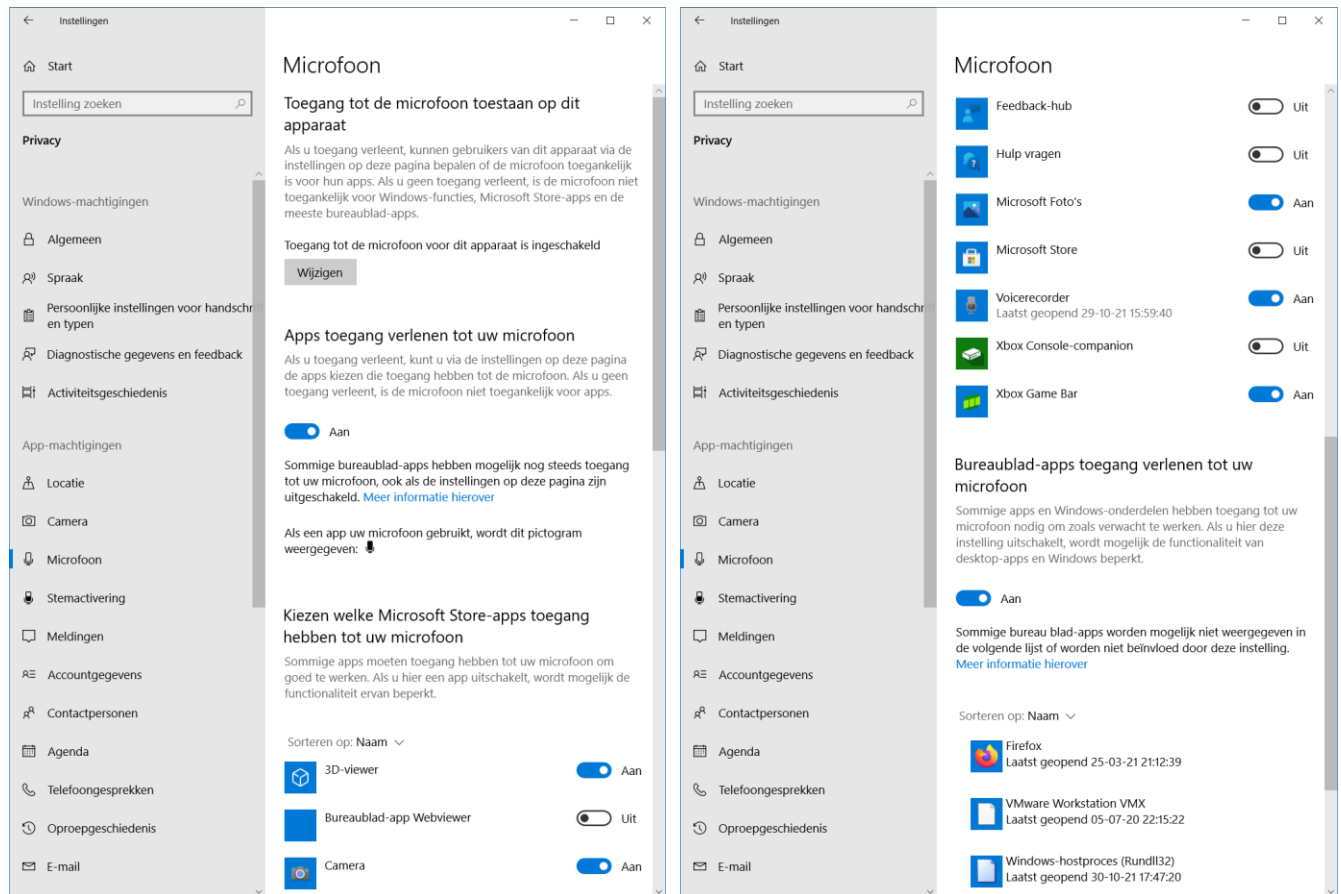 Instellingen
Start
Instelling zoeken
Privacy
Windows-machtigingen
Algemeen
Spraak
Persoonlijke instellingen voor handschrift
en typen
Diagnostische gegevens en feedback
Activiteitsgeschiedenis
App-machtigingen
Locatie
Camera
Microfoon
Stemactivering
Meldingen
Accountgegevens
Contactpersonen
Agenda
Telefoongesprekken
Oproepgeschiedenis
E-mail
Microfoon
Toegang tot de microfoon toestaan op dit
apparaat
Als u toegang verleent, kunnen gebruikers van dit apparaat via de
instellingen op deze pagina bepalen of de microfoon toegankelijk
is voor hun apps. Als u geen toegang verleent, is de microfoon niet
toegankelijk voor Windows-functies, Microsoft Store-apps en de
meeste bureaublad-apps.
Toegang tot de microfoon voor dit apparaat is ingeschakeld
Wijzigen
Apps toegang verlenen tot uw microfoon
Als u toegang verleent, kunt u via de instellingen op deze pagina
de apps kiezen die toegang hebben tot de microfoon. Als u geen
toegang verleent, is de microfoon niet toegankelijk voor apps.
Aan
Sommige bureaublad-apps hebben mogelijk nog steeds toegang
tot uw microfoon, ook als de instellingen op deze pagina zijn
uitgeschakeld. Meer informatie hierover
Als een app uw microfoon gebruikt, wordt dit pictogram
weergegeven:
Kiezen welke Microsoft Store-apps toegang
hebben tot uw microfoon
Sommige apps moeten toegang hebben tot uw microfoon om
goed te werken. Als u hier een app uitschakelt, wordt mogelijk de
functionaliteit ervan beperkt.
Sorteren op: Naam
3D-viewer Aan
Bureaublad-app Webviewer Uit
Camera Aan
Instellingen
Start
Instelling zoeken
Privacy
Windows-machtigingen
Algemeen
Spraak
Persoonlijke instellingen voor handschrift
en typen
Diagnostische gegevens en feedback
Activiteitsgeschiedenis
App-machtigingen
Locatie
Camera
Microfoon
Stemactivering
Meldingen
Accountgegevens
Contactpersonen
Agenda
Telefoongesprekken
Oproepgeschiedenis
E-mail
Microfoon
Feedback-hub Uit
Hulp vragen Uit
Microsoft Foto's Aan
Microsoft Store Uit
Voicerecorder Aan
Laatst geopend 29-10-21 15:59:40
Xbox Console-companion Uit
Xbox Game Bar Aan
Bureaublad-apps toegang verlenen tot uw
microfoon
Sommige apps en Windows-onderdelen hebben toegang tot uw
microfoon nodig om zoals verwacht te werken. Als u hier deze
instelling uitschakelt, wordt mogelijk de functionaliteit van
desktop-apps en Windows beperkt.
Aan
Sommige bureau blad-apps worden mogelijk niet weergegeven in
de volgende lijst of worden niet beïnvloed door deze instelling.
Meer informatie hierover
Sorteren op: Naam
Firefox
Laatst geopend 25-03-21 21:12:39
VMware Workstation VMX
Laatst geopend 05-07-20 22:15:22
Windows-hostproces (Rundll32)
Laatst geopend 30-10-21 17:47:20